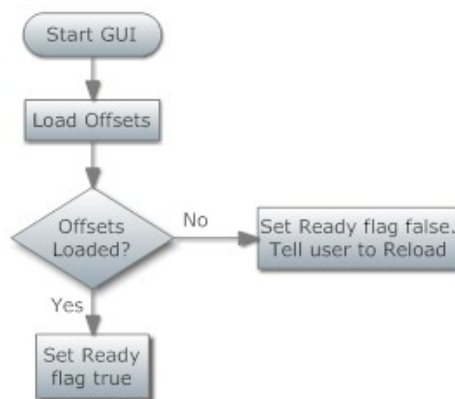 Start GUI
Load Offsets
Offsets
Loaded?
No
Set Ready flag false.
Tell user to Reload
Yes
Set Ready
flag true